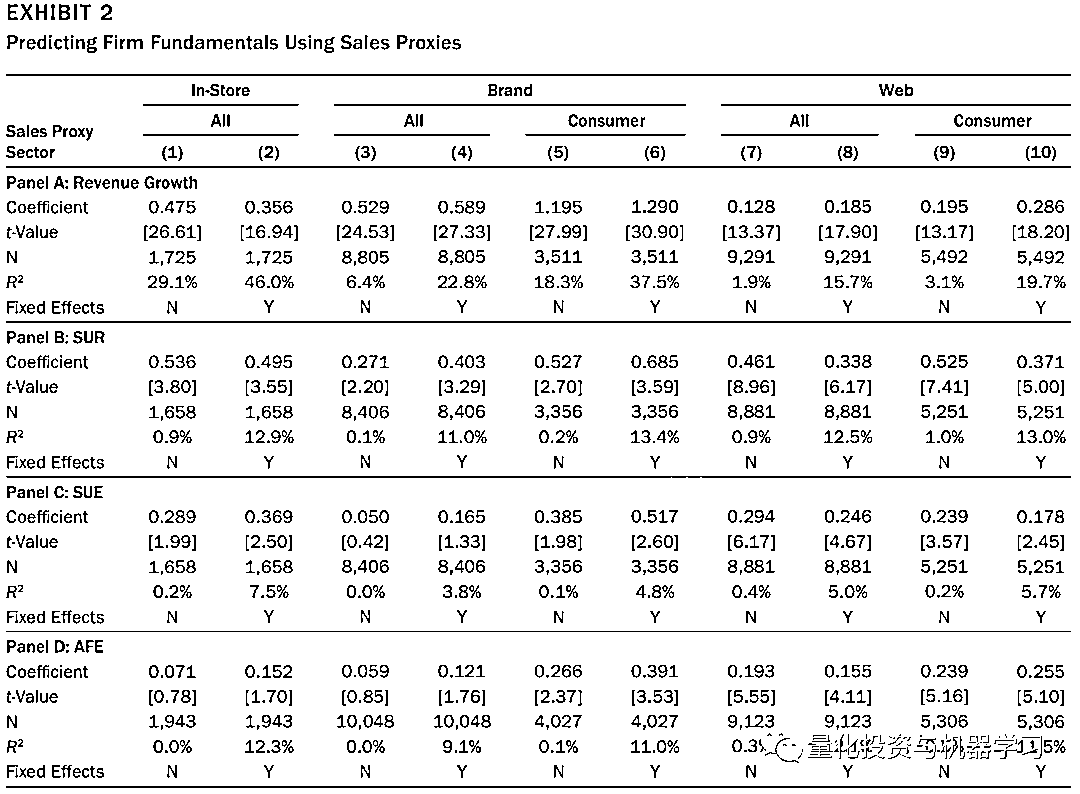 EXHIBIT 2
Predicting Firm Fundamentals Using Sales Proxies
In-Store Brand Web
Sales Proxy All All Consumer All Consumer
Sector (1) (2) (3) (4) (5) (6) (7) (8) (9) (10)
Panel A: Revenue Growth
Coefficient 0.475 0.356 0.529 0.589 1.195 1.290 0.128 0.185 0.195 0.286
t-Value [26.61] [16.94] [24.53] [27.33] [27.99] [30.90] [13.37] [17.90] [13.17] [18.20]
N 1,725 1,725 8,805 8,805 3,511 3,511 9,291 9,291 5,492 5,492
R² 29.1% 46.0% 6.4% 22.8% 18.3% 37.5% 1.9% 15.7% 3.1% 19.7%
Fixed Effects N Y N Y N Y N Y N Y
Panel B: SUR
Coefficient 0.536 0.495 0.271 0.403 0.527 0.685 0.461 0.338 0.525 0.371
t-Value [3.80] [3.55] [2.20] [3.29] [2.70] [3.59] [8.96] [6.17] [7.41] [5.00]
N 1,658 1,658 8,406 8,406 3,356 3,356 8,881 8,881 5,251 5,251
R² 0.9% 12.9% 0.1% 11.0% 0.2% 13.4% 0.9% 12.5% 1.0% 13.0%
Fixed Effects N Y N Y N Y N Y N Y
Panel C: SUE
Coefficient 0.289 0.369 0.050 0.165 0.385 0.517 0.294 0.246 0.239 0.178
t-Value [1.99] [2.50] [0.42] [1.33] [1.98] [2.60] [6.17] [4.67] [3.57] [2.45]
N 1,658 1,658 8,406 8,406 3,356 3,356 8,881 8,881 5,251 5,251
R² 0.2% 7.5% 0.0% 3.8% 0.1% 4.8% 0.4% 5.0% 0.2% 5.7%
Fixed Effects N Y N Y N Y N Y N Y
Panel D: AFE
Coefficient 0.071 0.152 0.059 0.121 0.266 0.391 0.193 0.155 0.239 0.255
t-Value [0.78] [1.70] [0.85] [1.76] [2.37] [3.53] [5.55] [4.11] [5.16] [5.10]
N 1,943 1,943 10,048 10,048 4,027 4,027 9,123 9,123 5,306 5,306
R² 0.0% 12.3% 0.0% 9.1% 0.1% 11.0%
量化投资与机器学习
Fixed Effects N Y N Y N Y N Y N Y